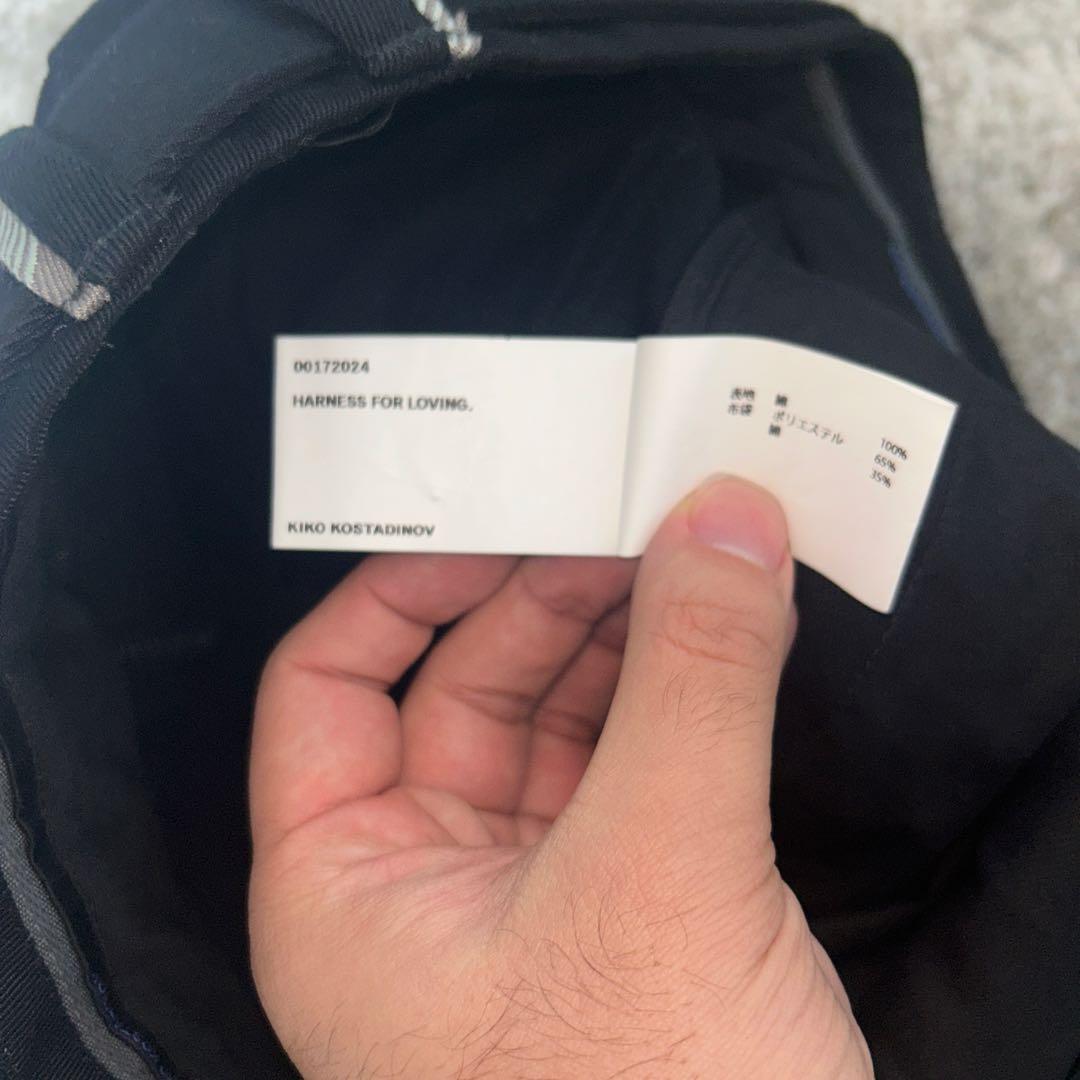 00172024
HARNESS FOR LOVING.
KIKO KOSTADINOV
表地 綿 100%
布袋 ポリエステル 65%
綿 35%